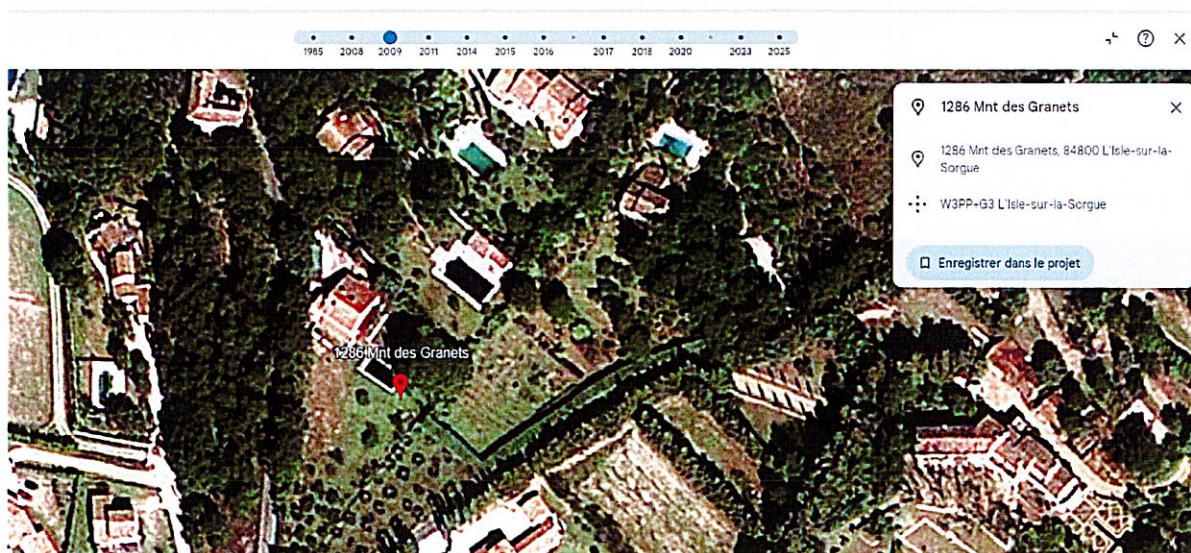 1985 2008 2009 2011 2014 2015 2016 2017 2018 2020 2023 2025
1286 Mnt des Granets
1286 Mnt des Granets, 84800 L'Isle-sur-la-
Sorgue
W3PP+G3 L'Isle-sur-la-Sorgue
Enregistrer dans le projet
1286 Mnt des Granets